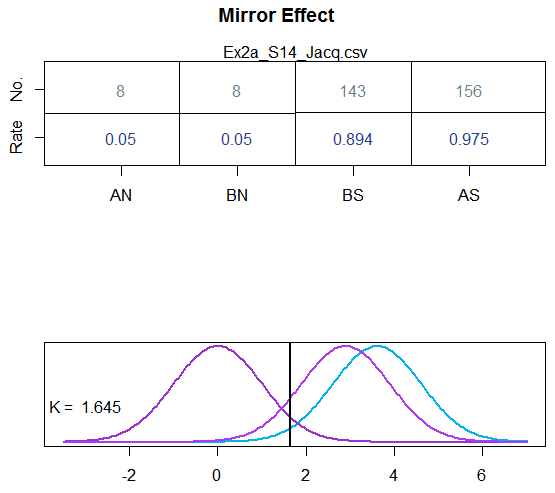 Mirror Effect
Ex2a_S14_Jacq.csv
No. 8 8 143 156
Rate 0.05 0.05 0.894 0.975
AN BN BS AS
K = 1.645
-2 0 2 4 6